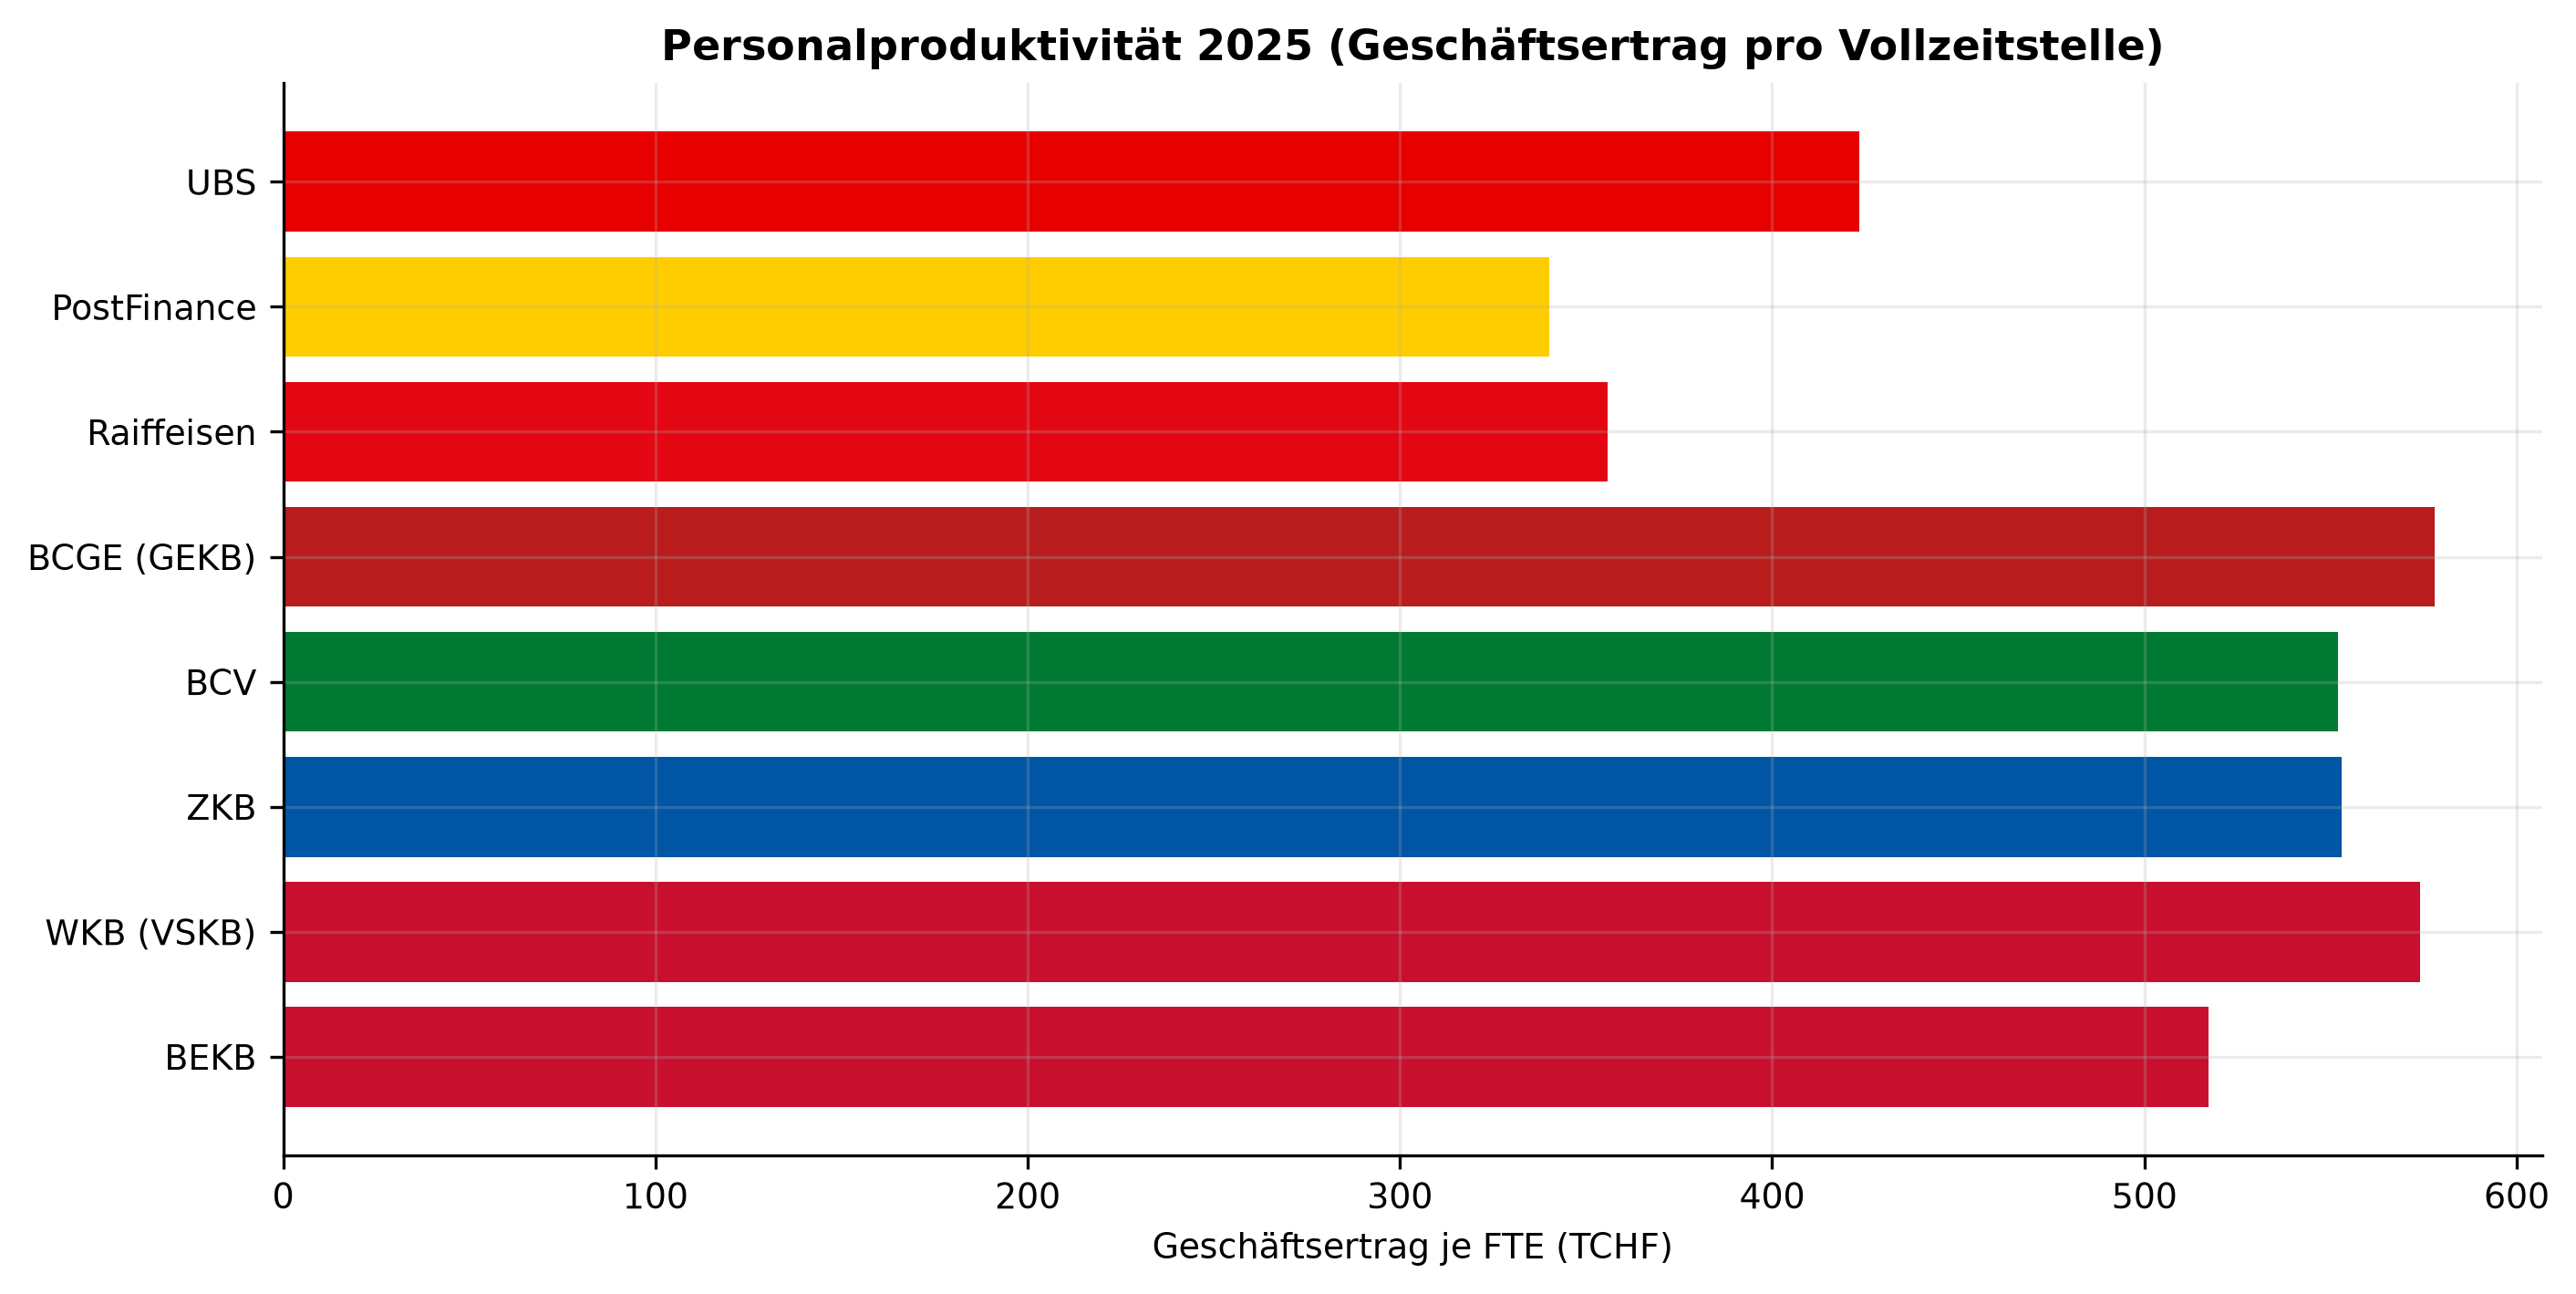 Personalproduktivität 2025 (Geschäftsertrag pro Vollzeitstelle)
UBS
PostFinance
Raiffeisen
BCGE (GEKB)
BCV
ZKB
WKB (VSKB)
BEKB
0 100 200 300 400 500 600
Geschäftsertrag je FTE (TCHF)